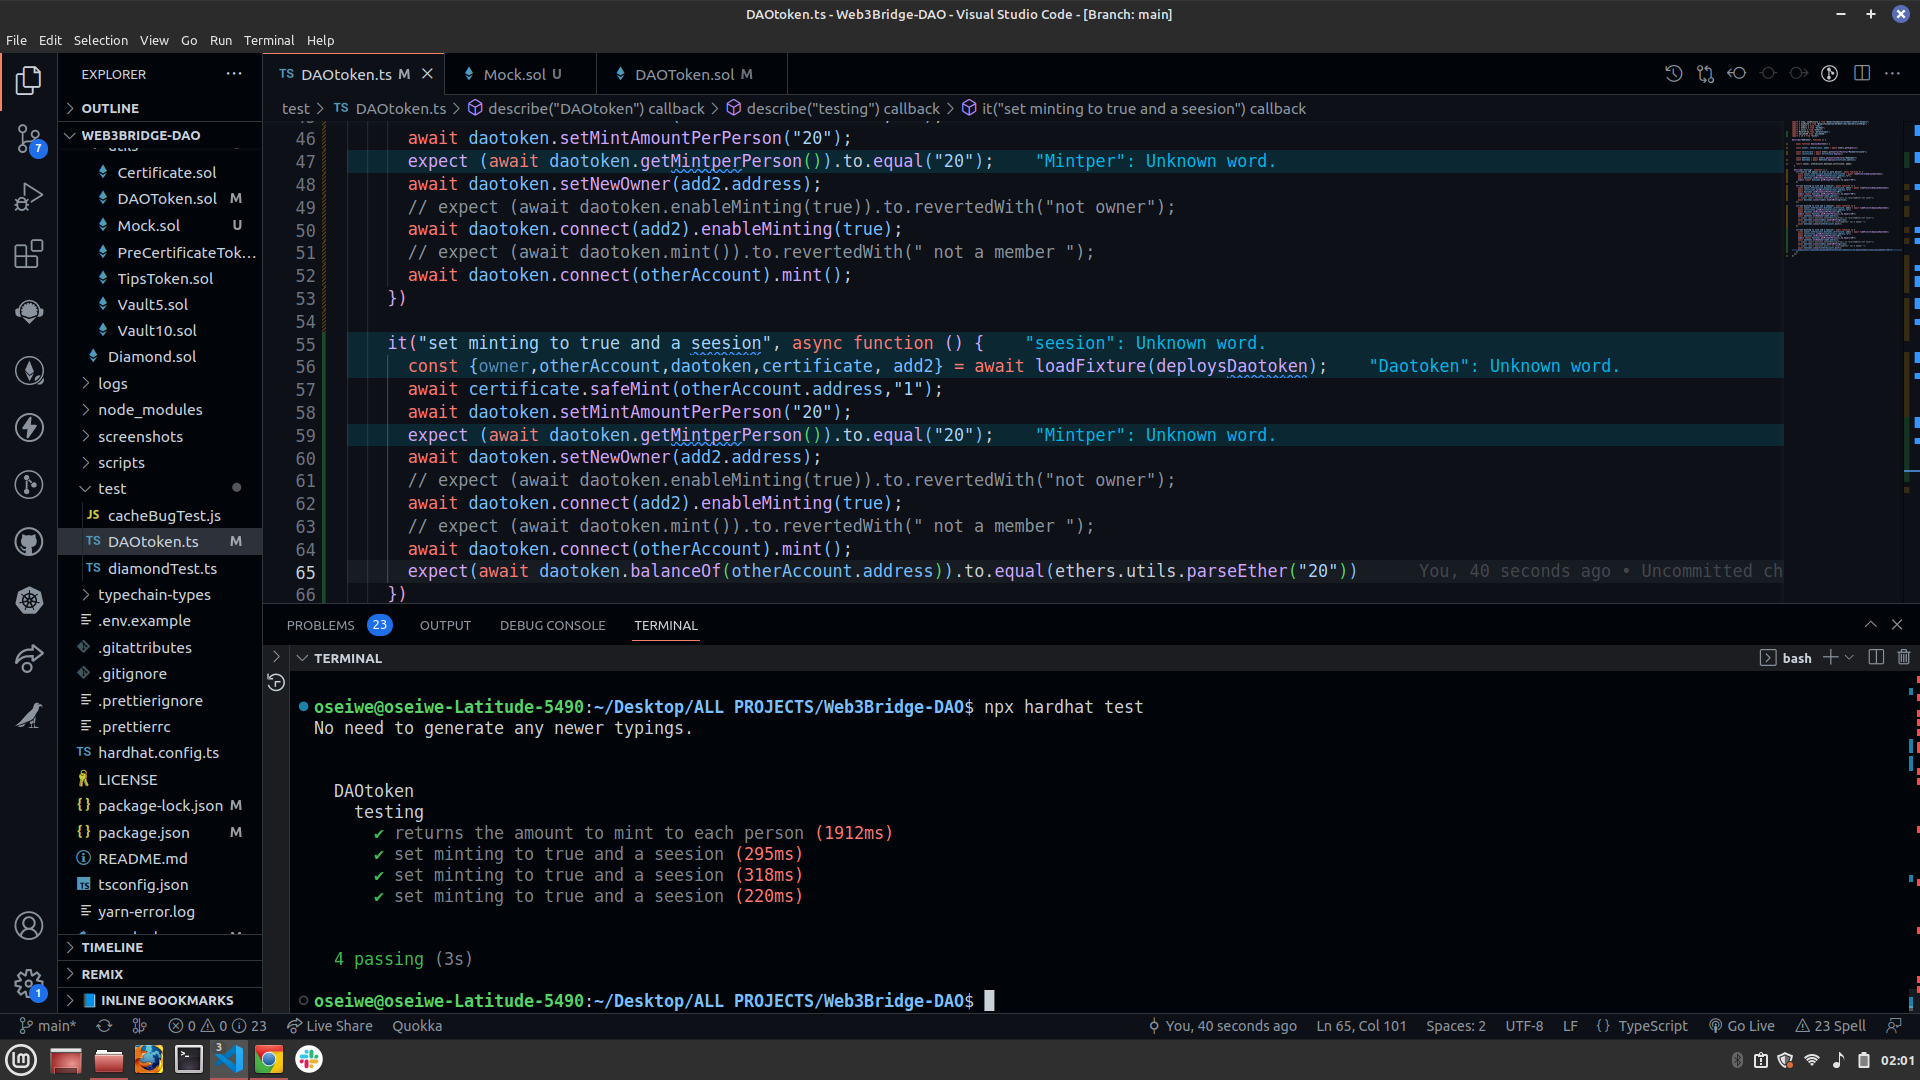 DAOtoken.ts - Web3Bridge-DAO - Visual Studio Code - [Branch: main]
File Edit Selection View Go Run Terminal Help
EXPLORER
OUTLINE
WEB3BRIDGE-DAO
Certificate.sol
DAOToken.sol M
Mock.sol U
PreCertificateTok...
TipsToken.sol
Vault5.sol
Vault10.sol
Diamond.sol
logs
node_modules
screenshots
scripts
test
JS cacheBugTest.js
TS DAOtoken.ts M
TS diamondTest.ts
typechain-types
.env.example
.gitattributes
.gitignore
.prettierignore
.prettierrc
TS hardhat.config.ts
LICENSE
{} package-lock.json M
{} package.json M
README.md
TS tsconfig.json
yarn-error.log
TIMELINE
REMIX
INLINE BOOKMARKS
7
1
TS DAOtoken.ts M Mock.sol U DAOToken.sol M
test > TS DAOtoken.ts > describe("DAOtoken") callback > describe("testing") callback > it("set minting to true and a seesion") callback
46 await daotoken.setMintAmountPerPerson("20");
47 expect (await daotoken.getMintperPerson()).to.equal("20"); "Mintper": Unknown word.
48 await daotoken.setNewOwner(add2.address);
49 // expect (await daotoken.enableMinting(true)).to.revertedWith("not owner");
50 await daotoken.connect(add2).enableMinting(true);
51 // expect (await daotoken.mint()).to.revertedWith(" not a member ");
52 await daotoken.connect(otherAccount).mint();
53 })
54
55 it("set minting to true and a seesion", async function () { "seesion": Unknown word.
56 const {owner,otherAccount,daotoken,certificate, add2} = await loadFixture(deploysDaotoken); "Daotoken": Unknown word.
57 await certificate.safeMint(otherAccount.address,"1");
58 await daotoken.setMintAmountPerPerson("20");
59 expect (await daotoken.getMintperPerson()).to.equal("20"); "Mintper": Unknown word.
60 await daotoken.setNewOwner(add2.address);
61 // expect (await daotoken.enableMinting(true)).to.revertedWith("not owner");
62 await daotoken.connect(add2).enableMinting(true);
63 // expect (await daotoken.mint()).to.revertedWith(" not a member ");
64 await daotoken.connect(otherAccount).mint();
65 expect(await daotoken.balanceOf(otherAccount.address)).to.equal(ethers.utils.parseEther("20")) You, 40 seconds ago • Uncommitted ch
66 })
PROBLEMS 23 OUTPUT DEBUG CONSOLE TERMINAL
TERMINAL
bash
oseiwe@oseiwe-Latitude-5490:~/Desktop/ALL PROJECTS/Web3Bridge-DAO$ npx hardhat test
No need to generate any newer typings.
DAOtoken
testing
✔ returns the amount to mint to each person (1912ms)
✔ set minting to true and a seesion (295ms)
✔ set minting to true and a seesion (318ms)
✔ set minting to true and a seesion (220ms)
4 passing (3s)
oseiwe@oseiwe-Latitude-5490:~/Desktop/ALL PROJECTS/Web3Bridge-DAO$
main* 0 0 23 Live Share Quokka You, 40 seconds ago Ln 65, Col 101 Spaces: 2 UTF-8 LF {} TypeScript Go Live 23 Spell
3
02:01